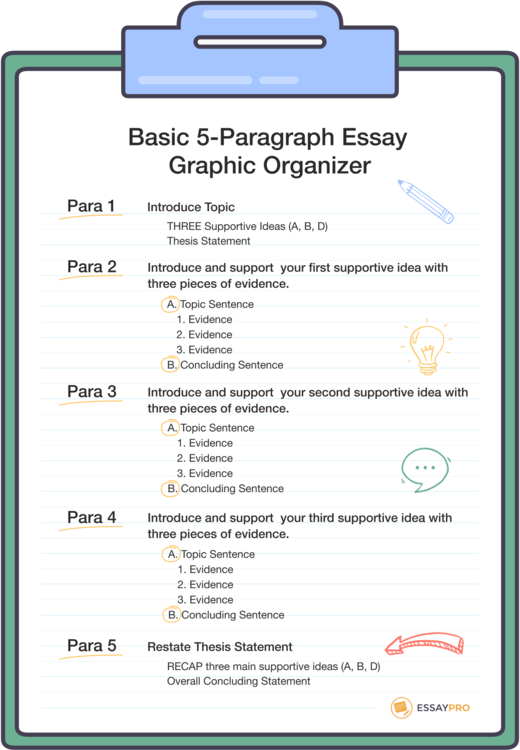 Basic 5-Paragraph Essay
Graphic Organizer
Para 1
Introduce Topic
THREE Supportive Ideas (A, B, D)
Thesis Statement
Para 2
Introduce and support your first supportive idea with
three pieces of evidence.
A. Topic Sentence
1. Evidence
2. Evidence
3. Evidence
B. Concluding Sentence
Para 3
Introduce and support your second supportive idea with
three pieces of evidence.
A. Topic Sentence
1. Evidence
2. Evidence
3. Evidence
B. Concluding Sentence
Para 4
Introduce and support your third supportive idea with
three pieces of evidence.
A. Topic Sentence
1. Evidence
2. Evidence
3. Evidence
B. Concluding Sentence
Para 5
Restate Thesis Statement
RECAP three main supportive ideas (A, B, D)
Overall Concluding Statement
ESSAYPRO